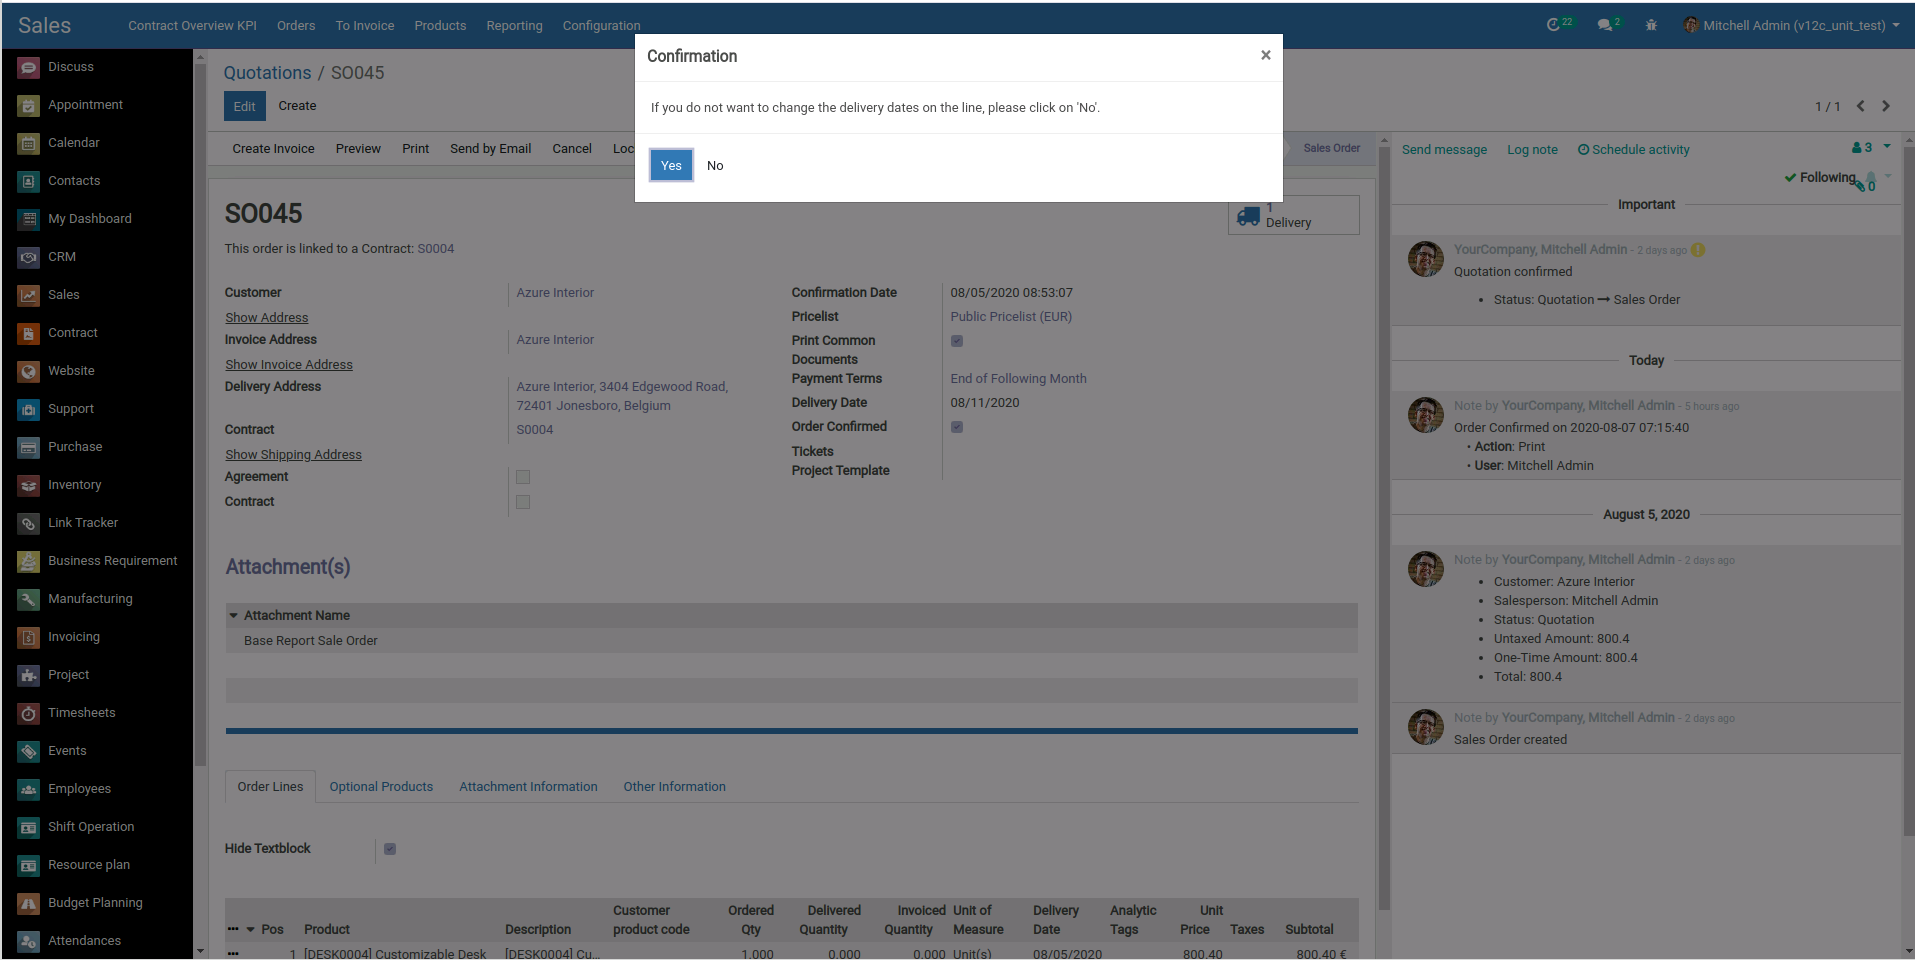 Sales
Contract Overview KPI Orders To Invoice Products Reporting Configuration
22 2 Mitchell Admin (v12c_unit_test)
Discuss
Appointment
Calendar
Contacts
My Dashboard
CRM
Sales
Contract
Website
Support
Purchase
Inventory
Link Tracker
Business Requirement
Manufacturing
Invoicing
Project
Timesheets
Events
Employees
Shift Operation
Resource plan
Budget Planning
Attendances
Quotations / SO045
Edit Create
1 / 1
Confirmation ×
If you do not want to change the delivery dates on the line, please click on 'No'.
Yes No
Create Invoice Preview Print Send by Email Cancel Loc
Sales Order
1
Delivery
SO045
This order is linked to a Contract: S0004
Customer Azure Interior
Show Address
Invoice Address Azure Interior
Show Invoice Address
Delivery Address Azure Interior, 3404 Edgewood Road,
72401 Jonesboro, Belgium
Contract S0004
Show Shipping Address
Agreement
Contract
Confirmation Date 08/05/2020 08:53:07
Pricelist Public Pricelist (EUR)
Print Common
Documents
Payment Terms End of Following Month
Delivery Date 08/11/2020
Order Confirmed
Tickets
Project Template
Attachment(s)
Attachment Name
Base Report Sale Order
Order Lines Optional Products Attachment Information Other Information
Hide Textblock
Pos Product Description Customer product code Ordered Qty Delivered Quantity Invoiced Quantity Unit of Measure Delivery Date Analytic Tags Unit Price Taxes Subtotal
1 [DESK0004] Customizable Desk [DESK0004] Cu... 1.000 0.000 0.000 Unit(s) 08/05/2020 800.40 800.40 €
Send message Log note Schedule activity 3
Following 0
Important
YourCompany, Mitchell Admin - 2 days ago
Quotation confirmed
• Status: Quotation → Sales Order
Today
Note by YourCompany, Mitchell Admin - 5 hours ago
Order Confirmed on 2020-08-07 07:15:40
• Action: Print
• User: Mitchell Admin
August 5, 2020
Note by YourCompany, Mitchell Admin - 2 days ago
• Customer: Azure Interior
• Salesperson: Mitchell Admin
• Status: Quotation
• Untaxed Amount: 800.4
• One-Time Amount: 800.4
• Total: 800.4
Note by YourCompany, Mitchell Admin - 2 days ago
Sales Order created